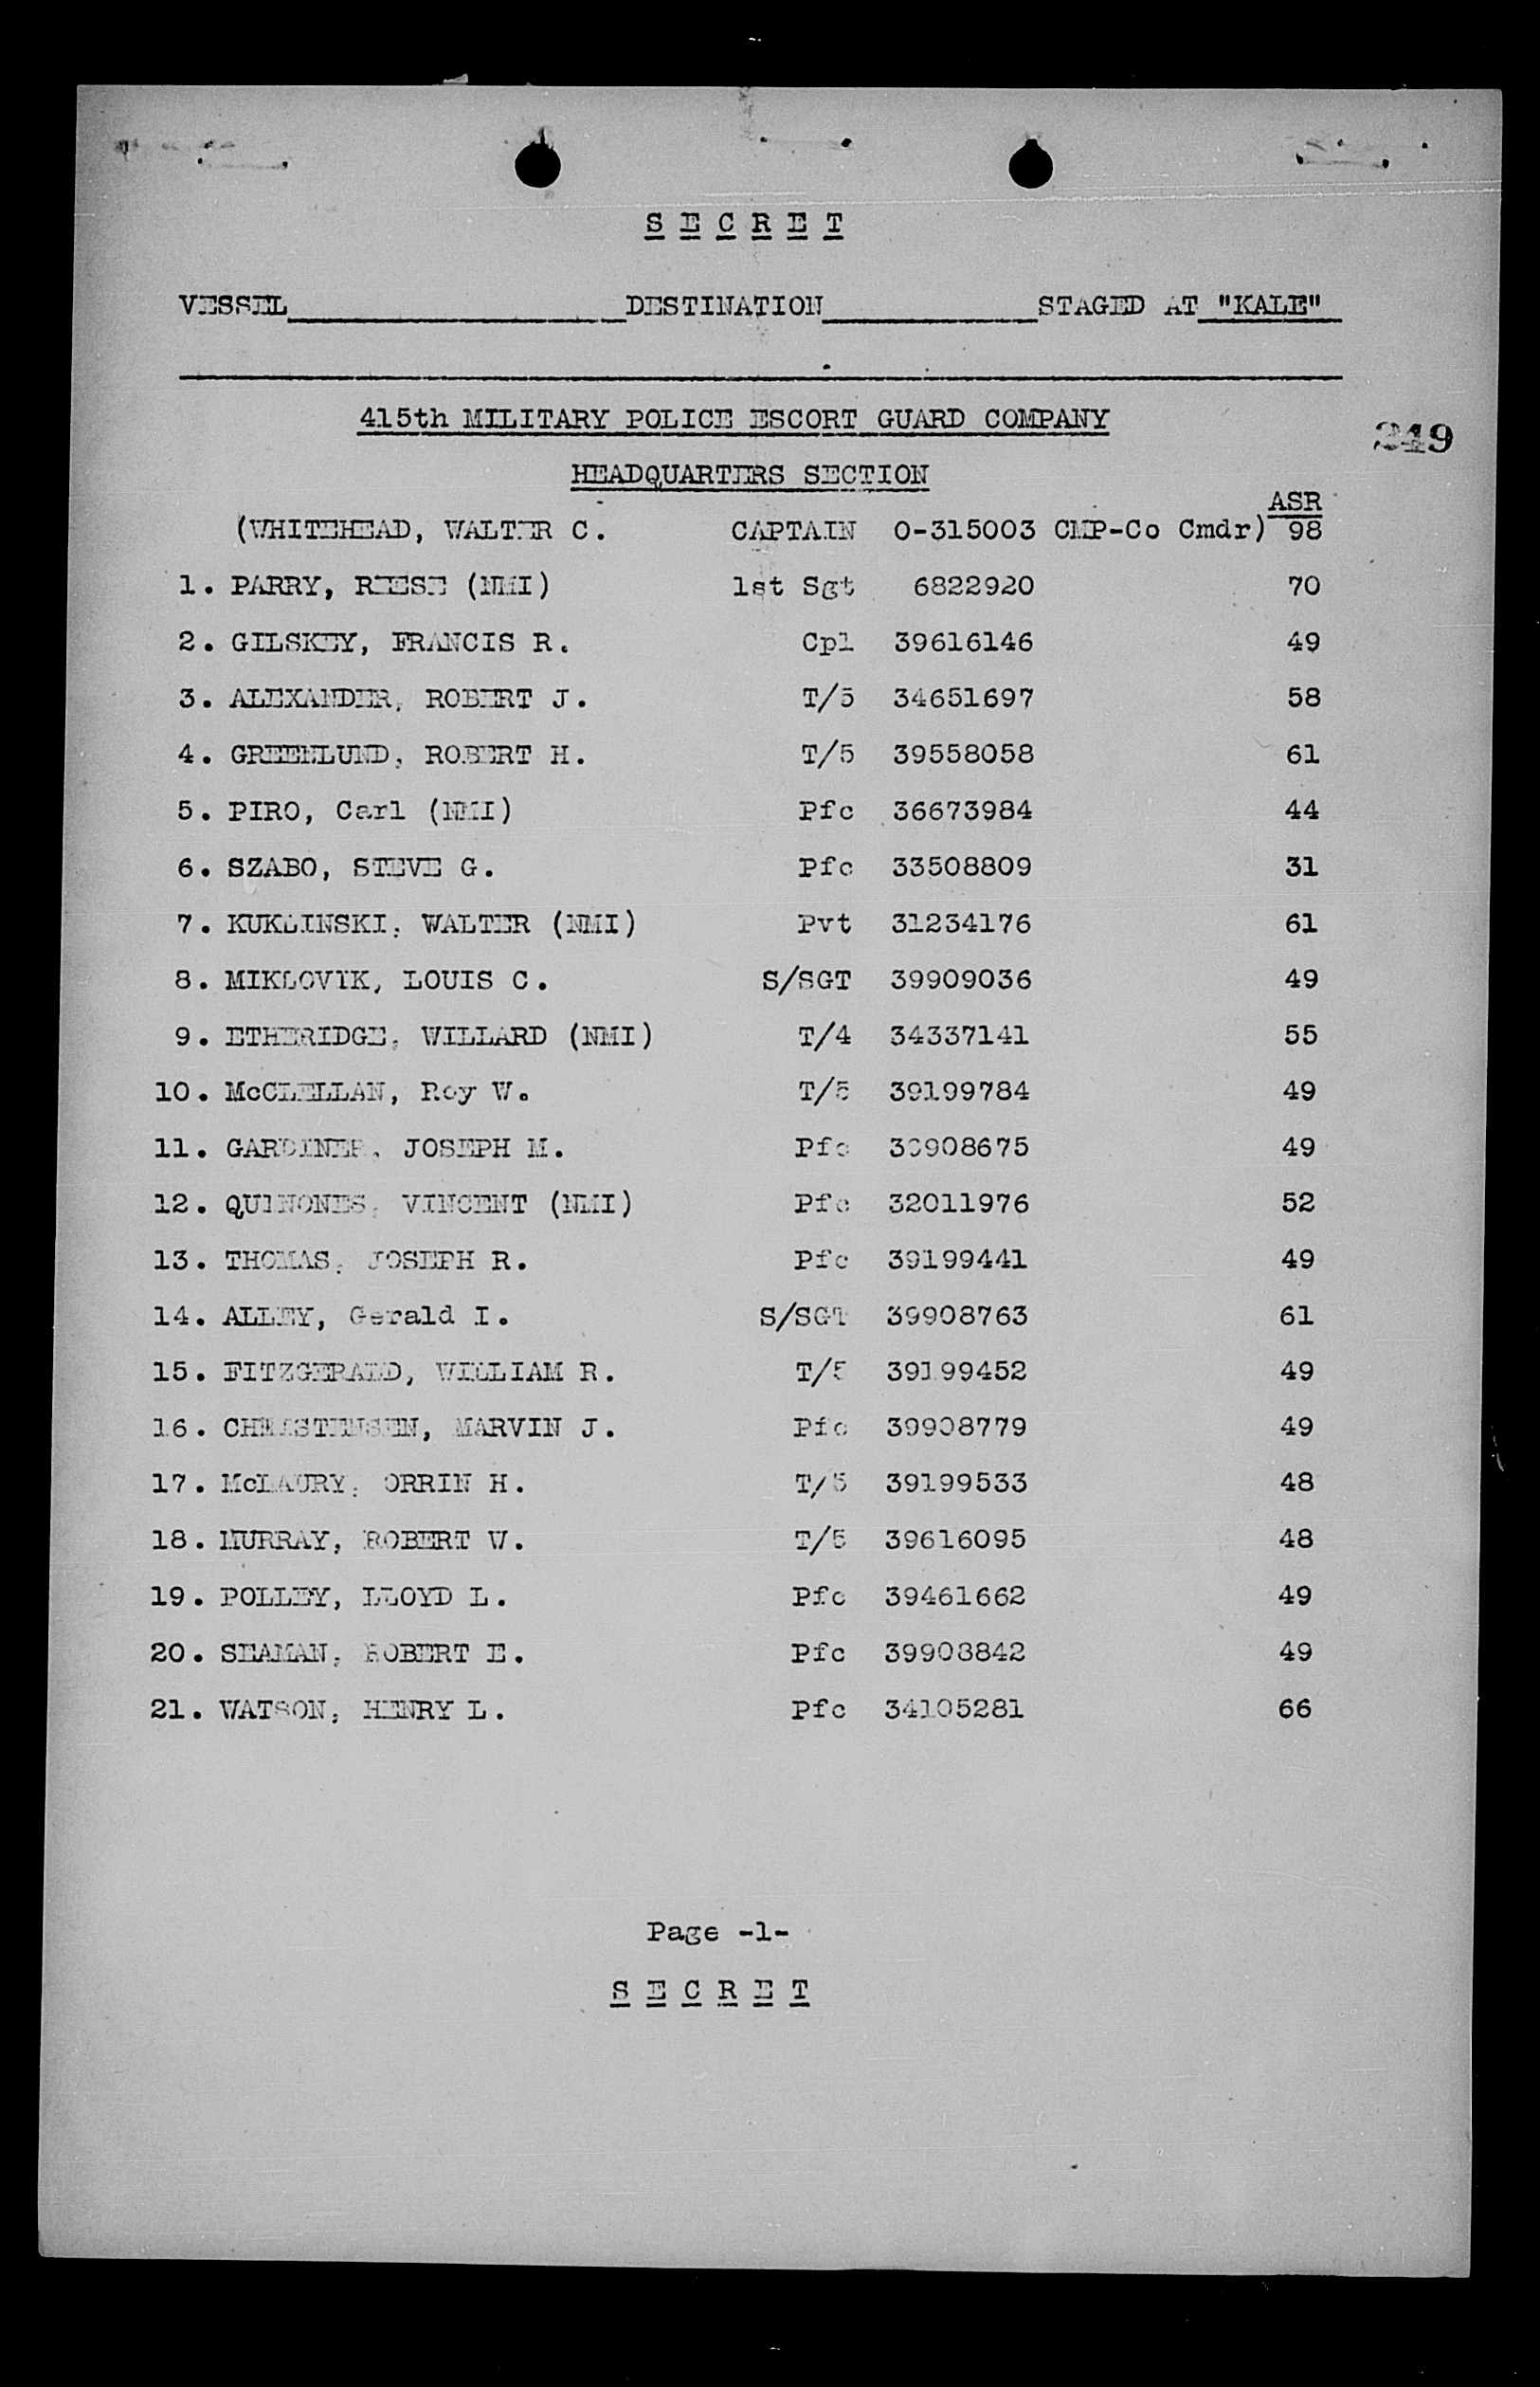 S E C R E T
VESSEL DESTINATION STAGED AT "KALE"
415th MILITARY POLICE ESCORT GUARD COMPANY
249
HEADQUARTERS SECTION
ASR
(WHITEHEAD, WALTER C. CAPTAIN O-315003 CMP-Co Cmdr) 98
1. PARRY, REESE (NMI) 1st Sgt 6822920 70
2. GILSKEY, FRANCIS R. Cpl 39616146 49
3. ALEXANDER, ROBERT J. T/5 34651697 58
4. GREENLUND, ROBERT H. T/5 39558058 61
5. PIRO, Carl (NMI) Pfc 36673984 44
6. SZABO, STEVE G. Pfc 33508809 31
7. KUKLINSKI, WALTER (NMI) Pvt 31234176 61
8. MIKLOVIK, LOUIS C. S/SGT 39909036 49
9. ETHERIDGE, WILLARD (NMI) T/4 34337141 55
10. McCLELLAN, Roy W. T/5 39199784 49
11. GARDINER, JOSEPH M. Pfc 39908675 49
12. QUINONES, VINCENT (NMI) Pfc 32011976 52
13. THOMAS, JOSEPH R. Pfc 39199441 49
14. ALLEY, Gerald I. S/SGT 39908763 61
15. FITZGERALD, WILLIAM R. T/5 39199452 49
16. CHRISTENSEN, MARVIN J. Pfc 39908779 49
17. McLAURY, ORRIN H. T/5 39199533 48
18. MURRAY, ROBERT W. T/5 39616095 48
19. POLLEY, LLOYD L. Pfc 39461662 49
20. SEAMAN, ROBERT E. Pfc 39908842 49
21. WATSON, HENRY L. Pfc 34105281 66
Page -1-
S E C R E T